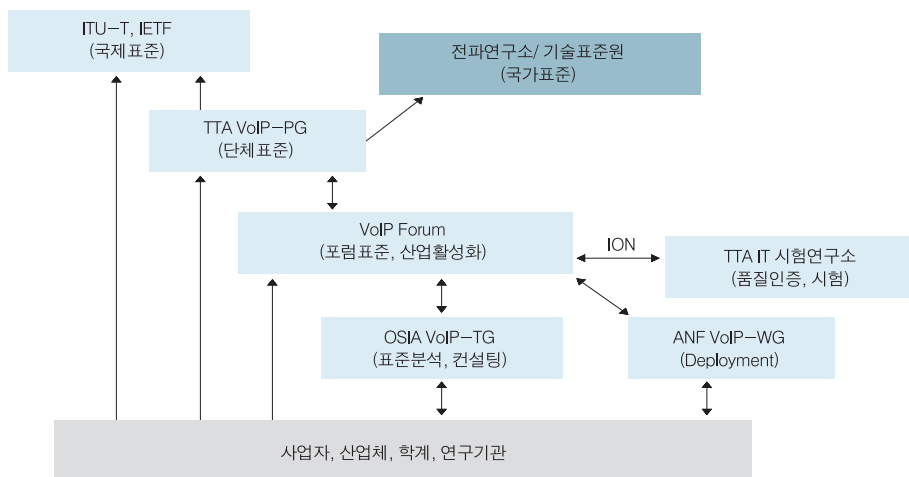 ITU-T, IETF
(국제표준)
전파연구소/ 기술표준원
(국가표준)
TTA VoIP-PG
(단체표준)
VoIP Forum
(포럼표준, 산업활성화)
ION
TTA IT 시험연구소
(품질인증, 시험)
OSIA VoIP-TG
(표준분석, 컨설팅)
ANF VoIP-WG
(Deployment)
사업자, 산업체, 학계, 연구기관